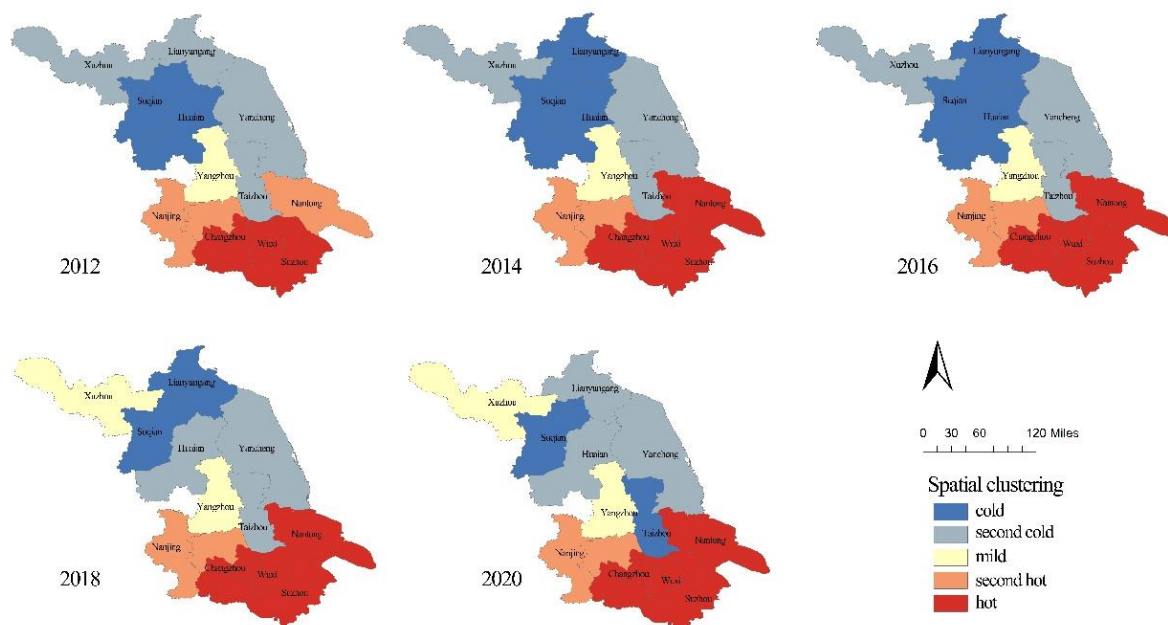 Lianyungang
Xuzhou
Suqian
Huaian
Yancheng
Yangzhou
Taizhou
Nantong
Nanjing
Changzhou
Wuxi
Suzhou
2012
Lianyungang
Xuzhou
Suqian
Huaian
Yancheng
Yangzhou
Taizhou
Nantong
Nanjing
Changzhou
Wuxi
Suzhou
2014
Lianyungang
Xuzhou
Suqian
Huaian
Yancheng
Yangzhou
Taizhou
Nantong
Nanjing
Changzhou
Wuxi
Suzhou
2016
Xuzhou
Lianyungang
Suqian
Huaian
Yancheng
Yangzhou
Taizhou
Nantong
Nanjing
Changzhou
Wuxi
Suzhou
2018
Lianyungang
Xuzhou
Suqian
Huaian
Yancheng
Yangzhou
Taizhou
Nantong
Nanjing
Changzhou
Wuxi
Suzhou
2020
0 30 60 120 Miles
Spatial clustering
cold
second cold
mild
second hot
hot